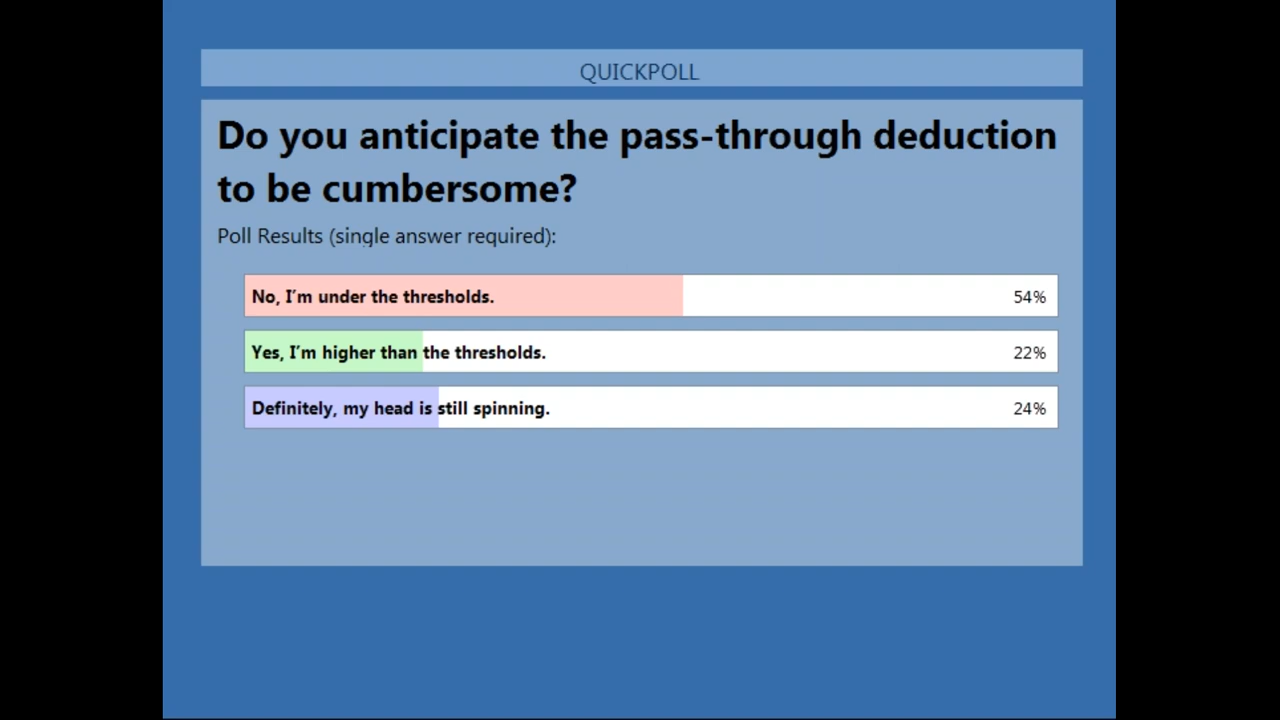 QUICKPOLL
Do you anticipate the pass-through deduction
to be cumbersome?
Poll Results (single answer required):
No, I’m under the thresholds. 54%
Yes, I’m higher than the thresholds. 22%
Definitely, my head is still spinning. 24%